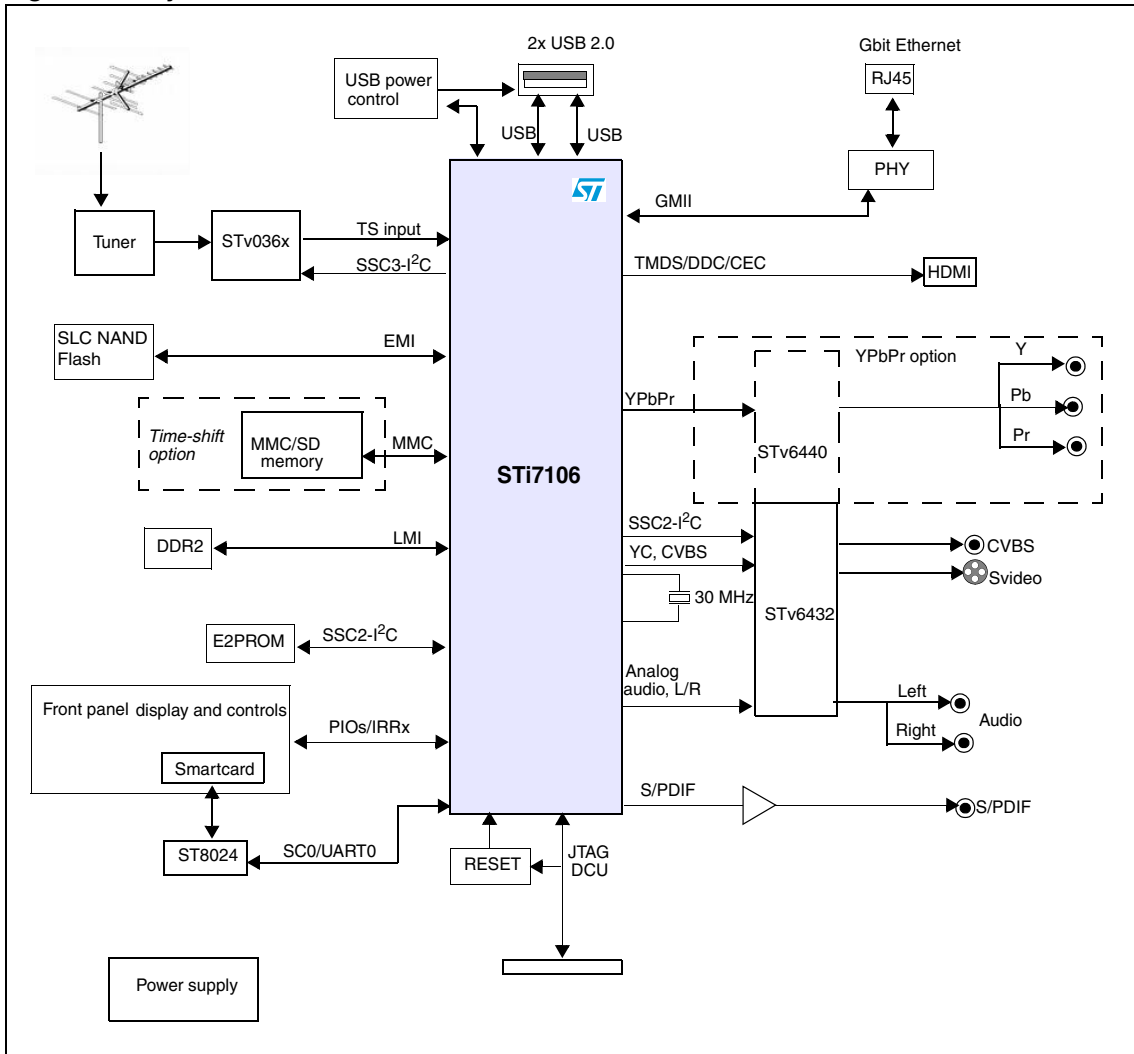 2x USB 2.0
Gbit Ethernet
USB power
control
RJ45
USB
USB
PHY
ST
GMII
Tuner
STv036x
TS input
SSC3-I²C
TMDS/DDC/CEC
HDMI
SLC NAND
Flash
EMI
YPbPr option
Y
YPbPr
Pb
Pr
Time-shift
option
MMC/SD
memory
MMC
STv6440
STi7106
DDR2
LMI
SSC2-I²C
YC, CVBS
CVBS
Svideo
30 MHz
STv6432
E2PROM
SSC2-I²C
Analog
audio, L/R
Left
Right
Audio
Front panel display and controls
PIOs/IRRx
Smartcard
S/PDIF
S/PDIF
ST8024
SC0/UART0
RESET
JTAG
DCU
Power supply